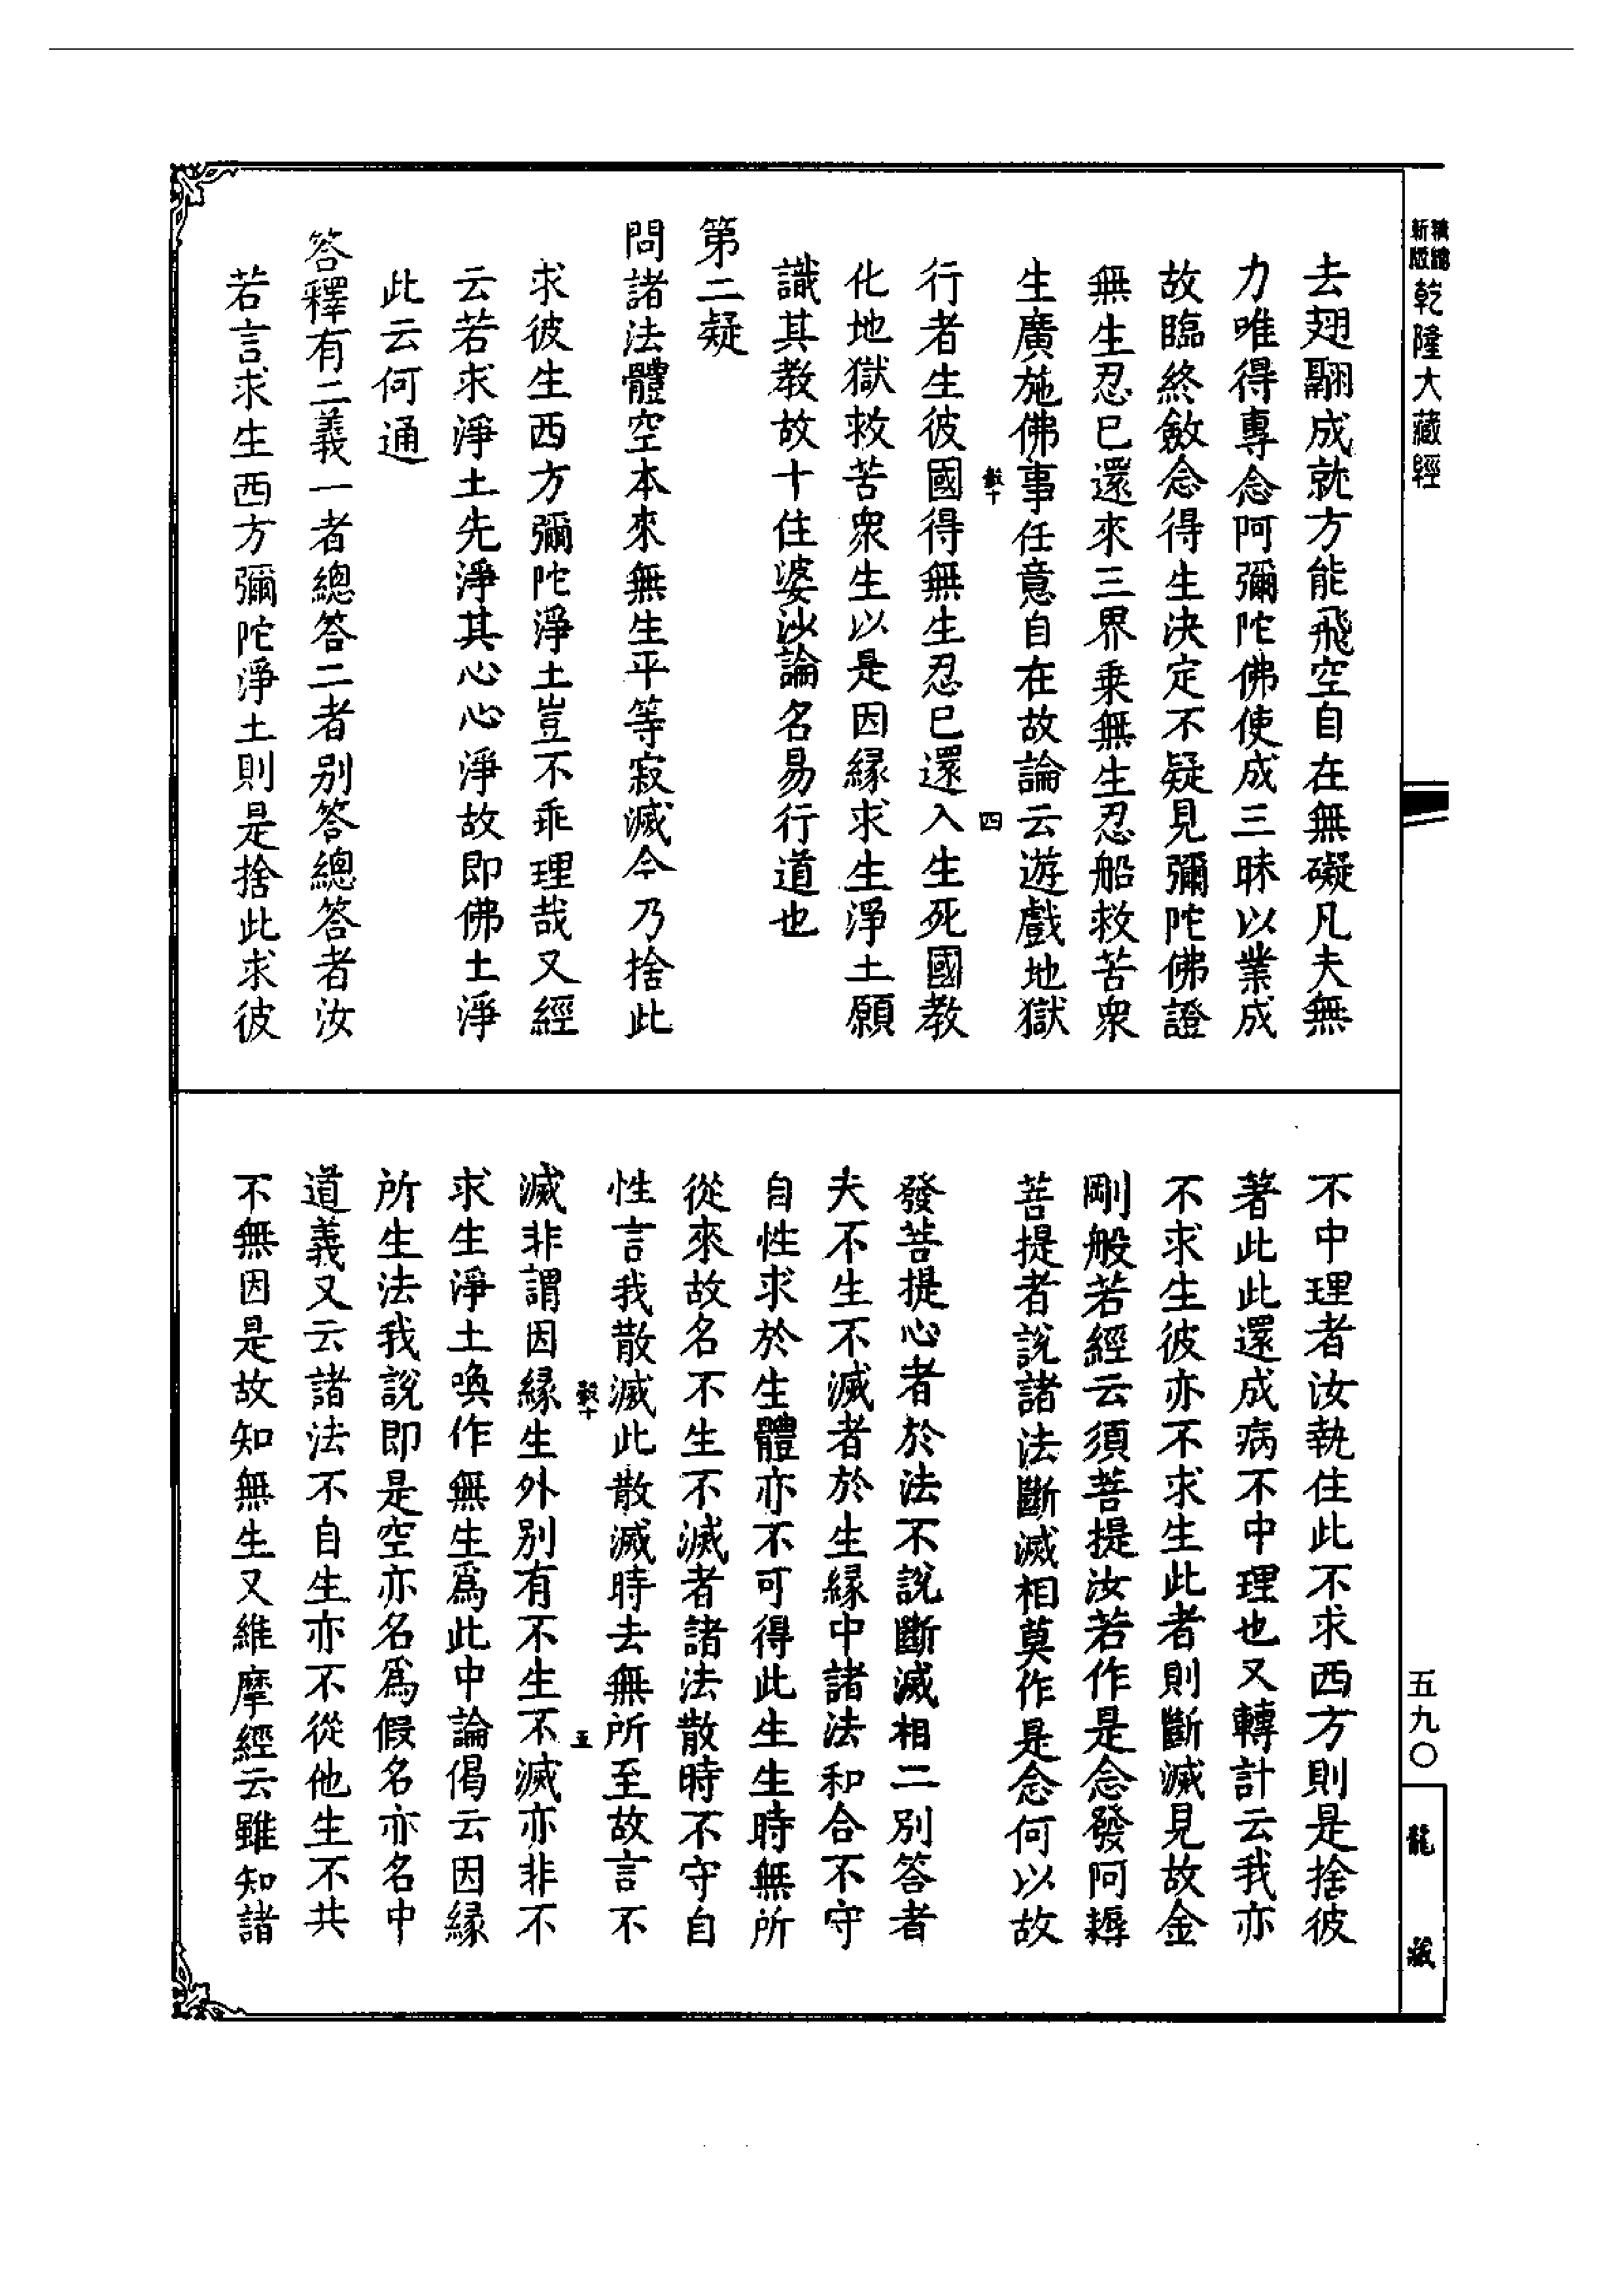 乾隆大藏經
去翅翮成就方能飛空自在無礙凡夫無
力唯得專念阿彌陀佛使成三昧以業成
故臨終斂念得生決定不疑見彌陀佛證
無生忍已還來三界乘無生忍船救苦衆
生廣施佛事任意自在故論云遊戲地獄
四
行者生彼國得無生忍已還入生死國教
化地獄救苦衆生以是因緣求生淨土願
識其教故十住婆沙論名易行道也
第二疑
問諸法體空本來無生平等寂滅今乃捨此
求彼生西方彌陀淨土豈不乖理哉又經
云若求淨土先淨其心心淨故即佛土淨
此云何通
答釋有二義一者總答二者別答總答者汝
若言求生西方彌陀淨土則是捨此求彼
不中理者汝執住此不求西方則是捨彼
著此此還成病不中理也又轉計云我亦
不求生彼亦不求生此者則斷滅見故金
剛般若經云須菩提汝若作是念發阿耨
菩提者說諸法斷滅相莫作是念何以故
發菩提心者於法不說斷滅相二別答者
夫不生不滅者於生緣中諸法和合不守
自性求於生體亦不可得此生生時無所
從來故名不生不滅者諸法散時不守自
性言我散滅此散滅時去無所至故言不
五
滅非謂因緣生外別有不生不滅亦非不
求生淨土喚作無生爲此中論偈云因緣
所生法我說即是空亦名爲假名亦名中
道義又云諸法不自生亦不從他生不共
不無因是故知無生又維摩經云雖知諸
五九〇
龍藏